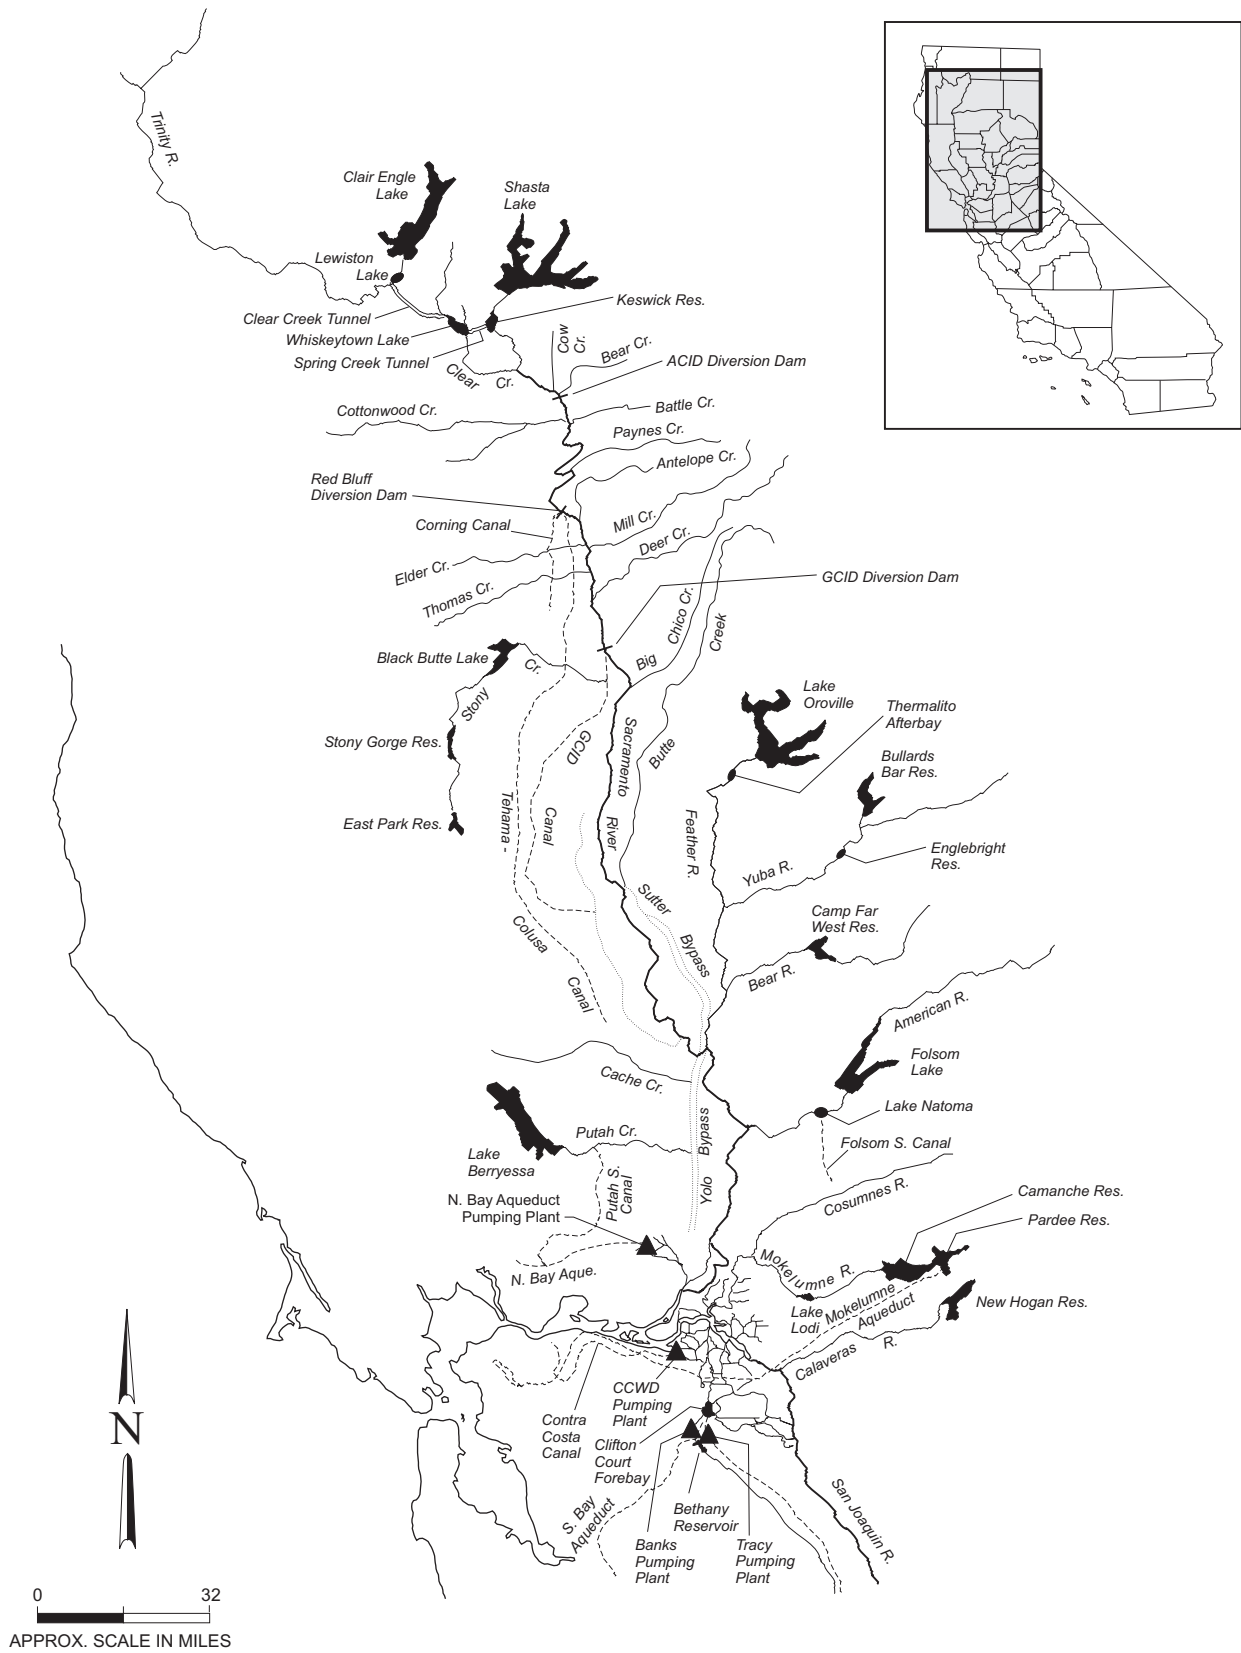 Trinity R.
Clair Engle
Lake
Shasta
Lake
Lewiston
Lake
Keswick Res.
Clear Creek Tunnel
Whiskeytown Lake
Spring Creek Tunnel
Cow
Cr.
Bear Cr.
ACID Diversion Dam
Clear
Cr.
Cottonwood Cr.
Battle Cr.
Paynes Cr.
Antelope Cr.
Red Bluff
Diversion Dam
Corning Canal
Mill Cr.
Deer Cr.
Elder Cr.
Thomas Cr.
GCID Diversion Dam
Chico Cr.
Creek
Black Butte Lake
Cr.
Big
Stony
Lake
Oroville
Thermalito
Afterbay
Stony Gorge Res.
GCID
Sacramento
Butte
Bullards
Bar Res.
East Park Res.
Tehama -
Canal
River
Feather R.
Englebright
Res.
Yuba R.
Sutter
Camp Far
West Res.
Colusa
Bypass
Bear R.
Canal
American R.
Cache Cr.
Folsom
Lake
Lake Natoma
Bypass
Putah Cr.
Folsom S. Canal
Lake
Berryessa
Putah S.
Canal
Yolo
Cosumnes R.
Camanche Res.
N. Bay Aqueduct
Pumping Plant
Pardee Res.
Mokelumne R.
N. Bay Aque.
Lake
Lodi
Mokelumne
Aqueduct
New Hogan Res.
Calaveras
R.
CCWD
Pumping
Plant
Contra
Costa
Canal
Clifton
Court
Forebay
N
S. Bay
Aqueduct
Bethany
Reservoir
San Joaquin R.
Banks
Pumping
Plant
Tracy
Pumping
Plant
0 32
APPROX. SCALE IN MILES